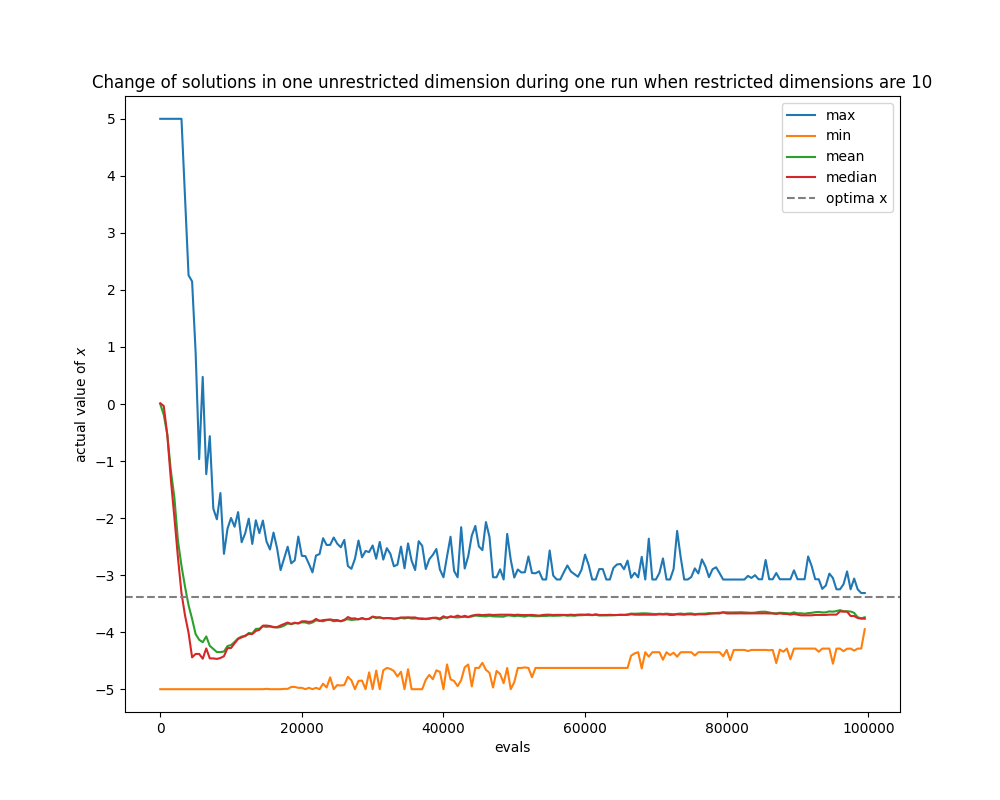 Change of solutions in one unrestricted dimension during one run when restricted dimensions are 10
max
min
mean
median
optima x
5
4
3
2
1
0
−1
−2
−3
−4
−5
actual value of x
0
20000
40000
60000
80000
100000
evals